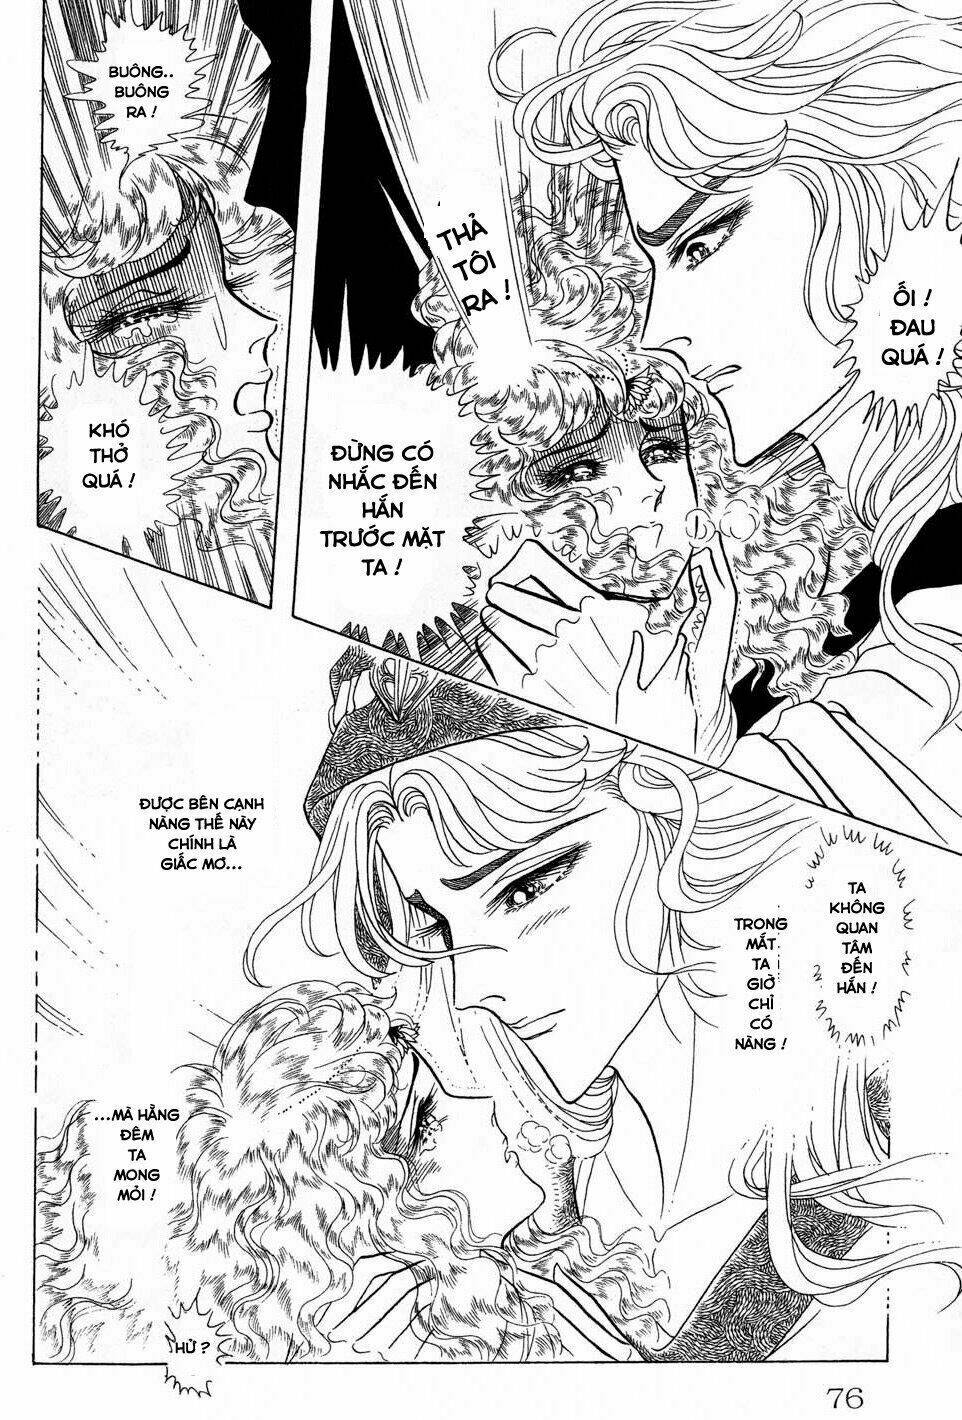 ỐI !
ĐAU
QUÁ !
THẢ
TÔI
RA !
ĐỪNG CÓ
NHẮC ĐẾN
HẮN
TRƯỚC MẶT
TA !
BUÔNG..
BUÔNG
RA !
KHÓ
THỞ
QUÁ !
TA
KHÔNG
QUAN
TÂM
ĐẾN
HẮN !
TRONG
MẮT
TA
GIỜ
CHỈ
CÓ
NÀNG !
ĐƯỢC BÊN CẠNH
NÀNG THẾ NÀY
CHÍNH LÀ
GIẤC MƠ...
...MÀ HẰNG
ĐÊM
TA
MONG
MỎI !
HỬ ?
76